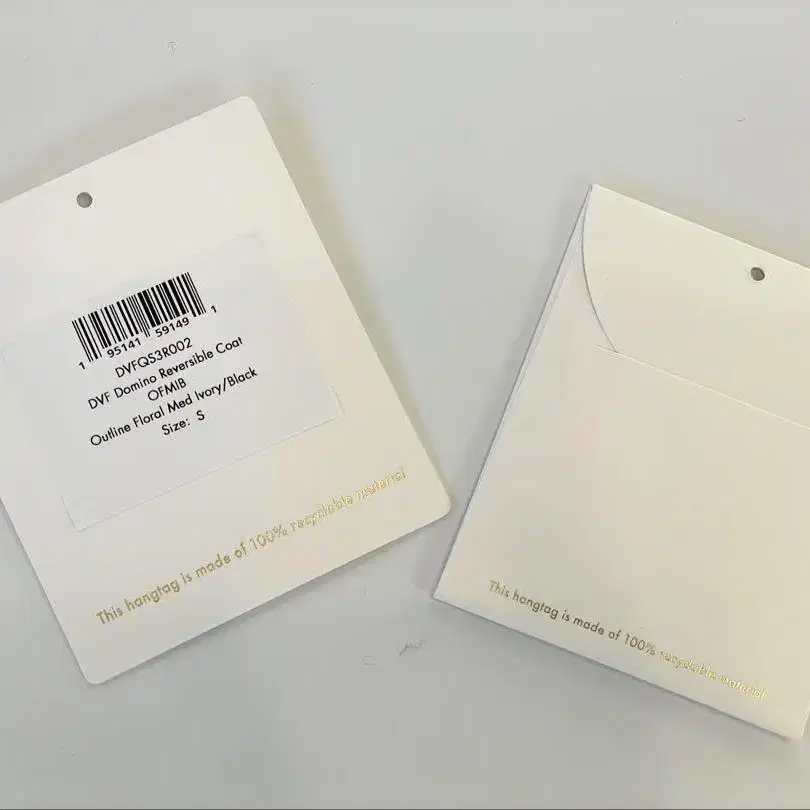 1 95141 59149 1
DVFQS3R002
DVF Domino Reversible Coat
OFMIB
Outline Floral Med Ivory/Black
Size: S
This hangtag is made of 100% recyclable material
This hangtag is made of 100% recyclable material